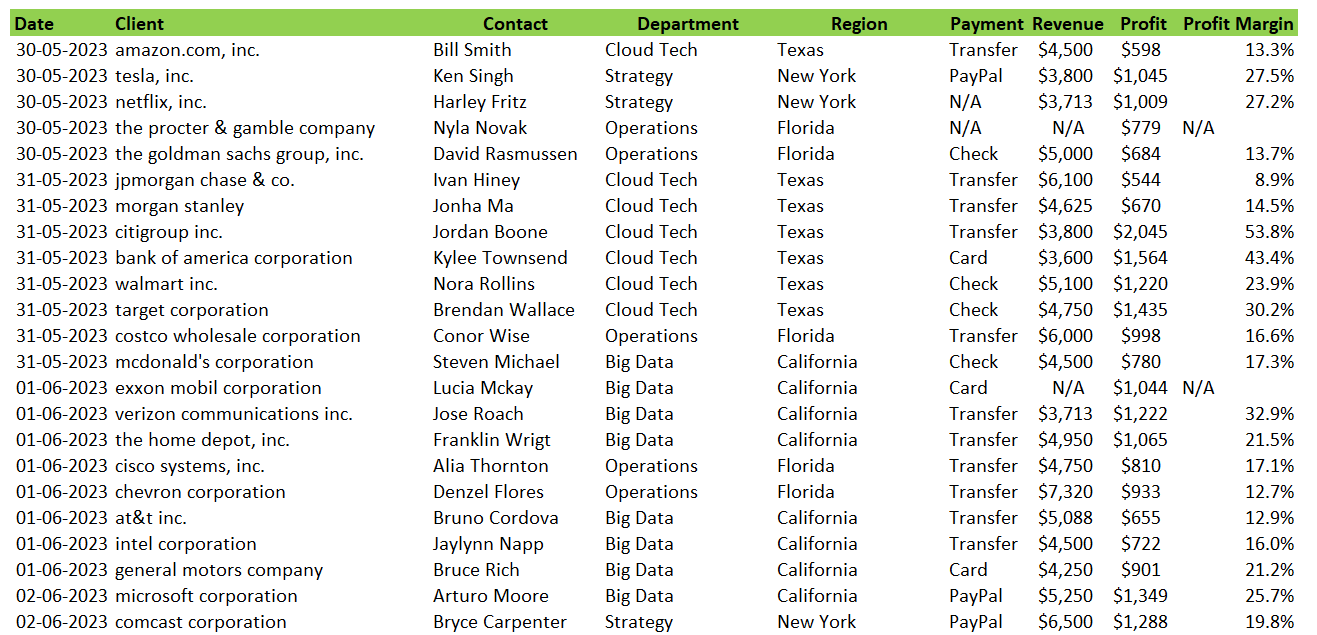 Date Client Contact Department Region Payment Revenue Profit Profit Margin
30-05-2023 amazon.com, inc. Bill Smith Cloud Tech Texas Transfer $4,500 $598 13.3%
30-05-2023 tesla, inc. Ken Singh Strategy New York PayPal $3,800 $1,045 27.5%
30-05-2023 netflix, inc. Harley Fritz Strategy New York N/A $3,713 $1,009 27.2%
30-05-2023 the procter & gamble company Nyla Novak Operations Florida N/A N/A $779 N/A
30-05-2023 the goldman sachs group, inc. David Rasmussen Operations Florida Check $5,000 $684 13.7%
31-05-2023 jpmorgan chase & co. Ivan Hiney Cloud Tech Texas Transfer $6,100 $544 8.9%
31-05-2023 morgan stanley Jonha Ma Cloud Tech Texas Transfer $4,625 $670 14.5%
31-05-2023 citigroup inc. Jordan Boone Cloud Tech Texas Transfer $3,800 $2,045 53.8%
31-05-2023 bank of america corporation Kylee Townsend Cloud Tech Texas Card $3,600 $1,564 43.4%
31-05-2023 walmart inc. Nora Rollins Cloud Tech Texas Check $5,100 $1,220 23.9%
31-05-2023 target corporation Brendan Wallace Cloud Tech Texas Check $4,750 $1,435 30.2%
31-05-2023 costco wholesale corporation Conor Wise Operations Florida Transfer $6,000 $998 16.6%
31-05-2023 mcdonald's corporation Steven Michael Big Data California Check $4,500 $780 17.3%
01-06-2023 exxon mobil corporation Lucia Mckay Big Data California Card N/A $1,044 N/A
01-06-2023 verizon communications inc. Jose Roach Big Data California Transfer $3,713 $1,222 32.9%
01-06-2023 the home depot, inc. Franklin Wrigt Big Data California Transfer $4,950 $1,065 21.5%
01-06-2023 cisco systems, inc. Alia Thornton Operations Florida Transfer $4,750 $810 17.1%
01-06-2023 chevron corporation Denzel Flores Operations Florida Transfer $7,320 $933 12.7%
01-06-2023 at&t inc. Bruno Cordova Big Data California Transfer $5,088 $655 12.9%
01-06-2023 intel corporation Jaylynn Napp Big Data California Transfer $4,500 $722 16.0%
01-06-2023 general motors company Bruce Rich Big Data California Card $4,250 $901 21.2%
02-06-2023 microsoft corporation Arturo Moore Big Data California PayPal $5,250 $1,349 25.7%
02-06-2023 comcast corporation Bryce Carpenter Strategy New York PayPal $6,500 $1,288 19.8%